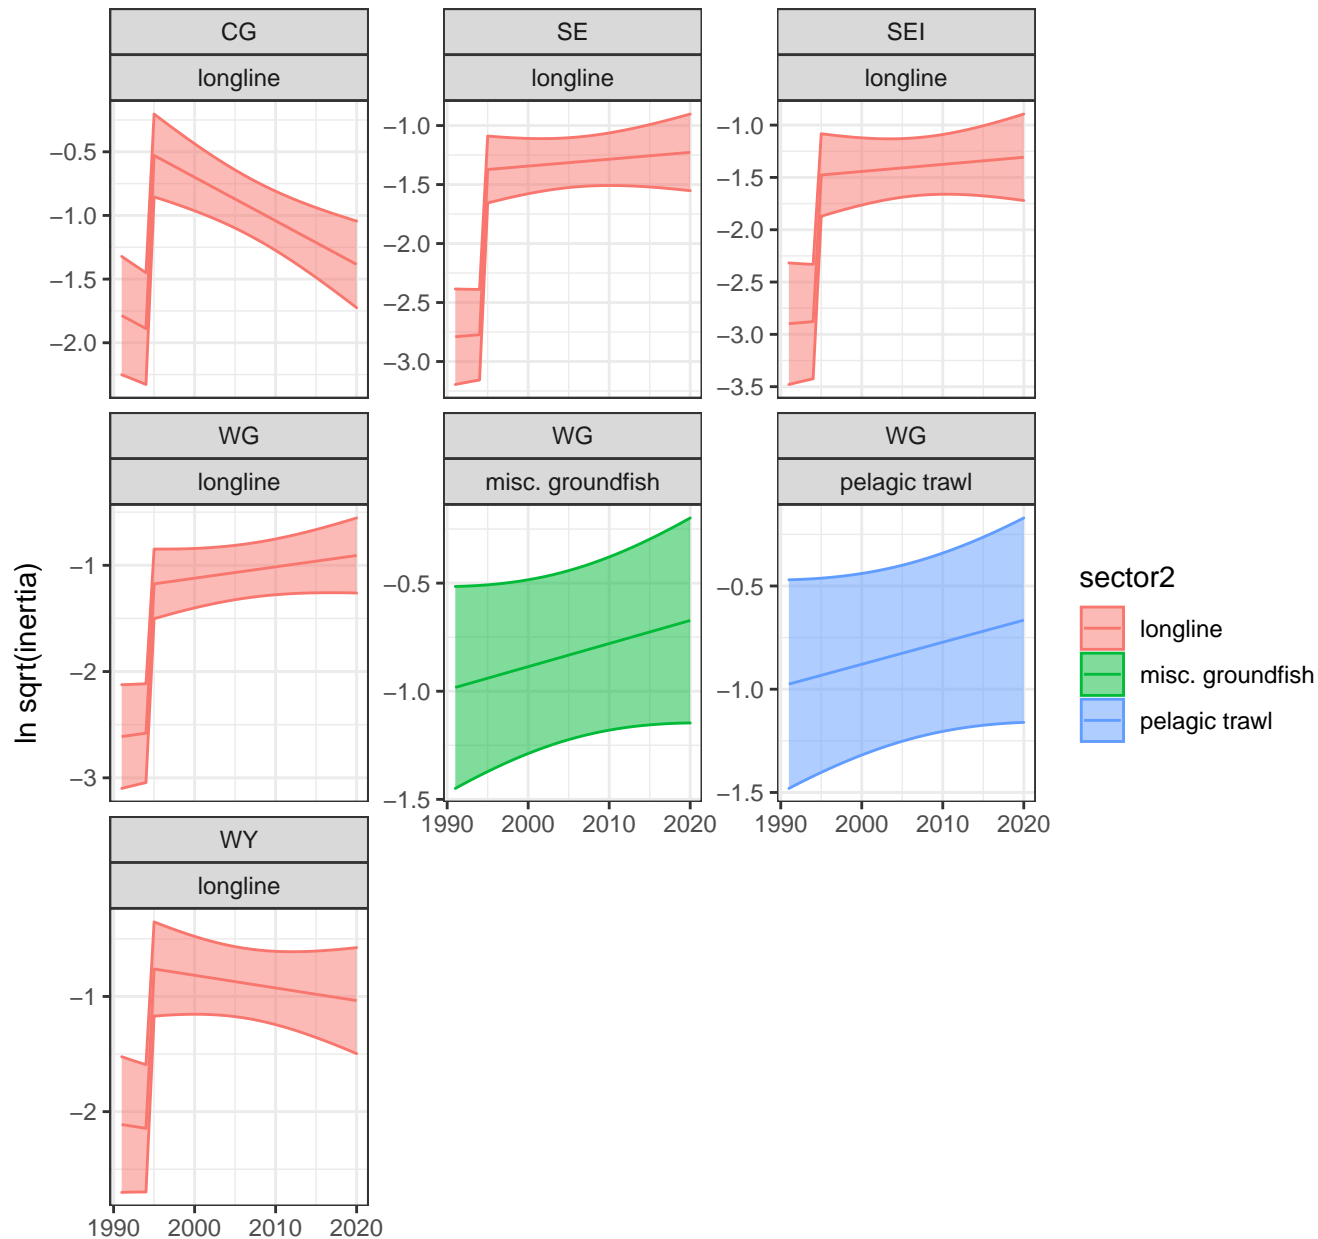 CG
longline
−0.5
−1.0
−1.5
−2.0
SE
longline
−1.0
−1.5
−2.0
−2.5
−3.0
SEI
longline
−1.0
−1.5
−2.0
−2.5
−3.0
−3.5
WG
longline
−1
−2
−3
WG
misc. groundfish
−0.5
−1.0
−1.5
1990 2000 2010 2020
WG
pelagic trawl
−0.5
−1.0
−1.5
1990 2000 2010 2020
WY
longline
−1
−2
1990 2000 2010 2020
ln sqrt(inertia)
sector2
longline
misc. groundfish
pelagic trawl